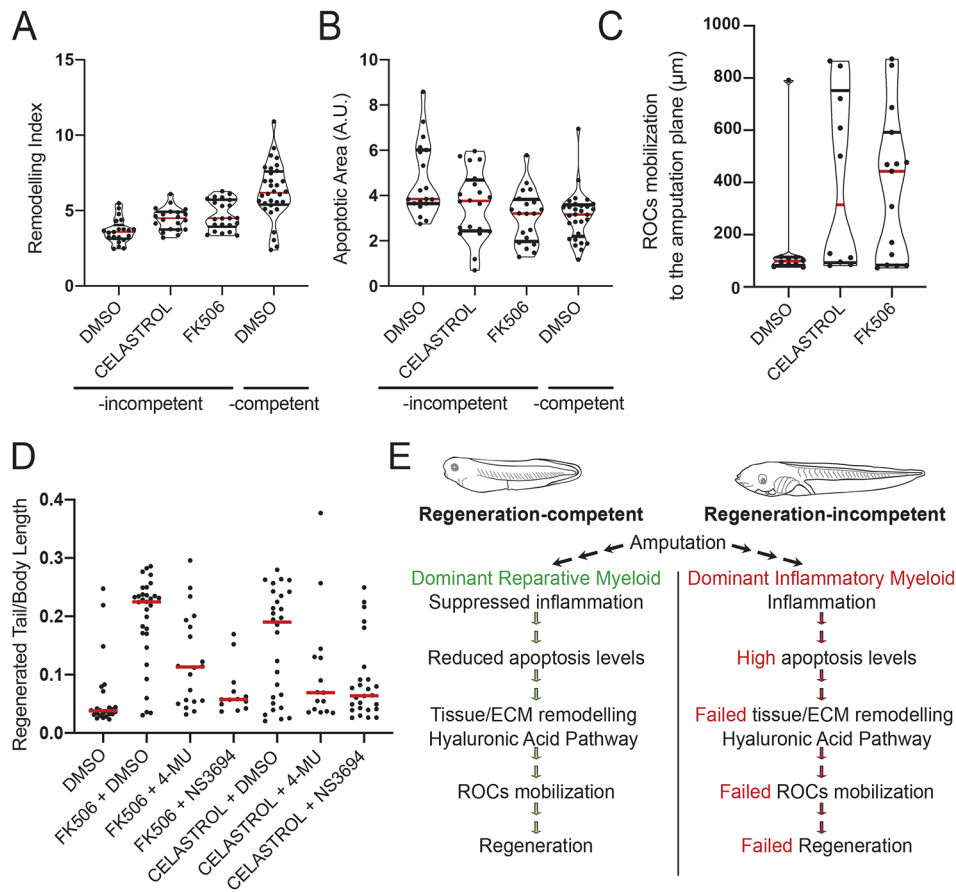 A
Remodelling Index
15
10
5
0
DMSO
CELASTROL
FK506
DMSO
-incompetent
-competent
B
Apoptotic Area (A.U.)
10
8
6
4
2
0
DMSO
CELASTROL
FK506
DMSO
-incompetent
-competent
C
ROCs mobilization
to the amputation plane (µm)
1000
800
600
400
200
0
DMSO
CELASTROL
FK506
D
Regenerated Tail/Body Length
0.4
0.3
0.2
0.1
0.0
DMSO
FK506 + DMSO
FK506 + 4-MU
FK506 + NS3694
CELASTROL + DMSO
CELASTROL + 4-MU
CELASTROL + NS3694
E
Regeneration-competent
Regeneration-incompetent
Amputation
Dominant Reparative Myeloid
Suppressed inflammation
Reduced apoptosis levels
Tissue/ECM remodelling
Hyaluronic Acid Pathway
ROCs mobilization
Regeneration
Dominant Inflammatory Myeloid
Inflammation
High apoptosis levels
Failed tissue/ECM remodelling
Hyaluronic Acid Pathway
Failed ROCs mobilization
Failed Regeneration